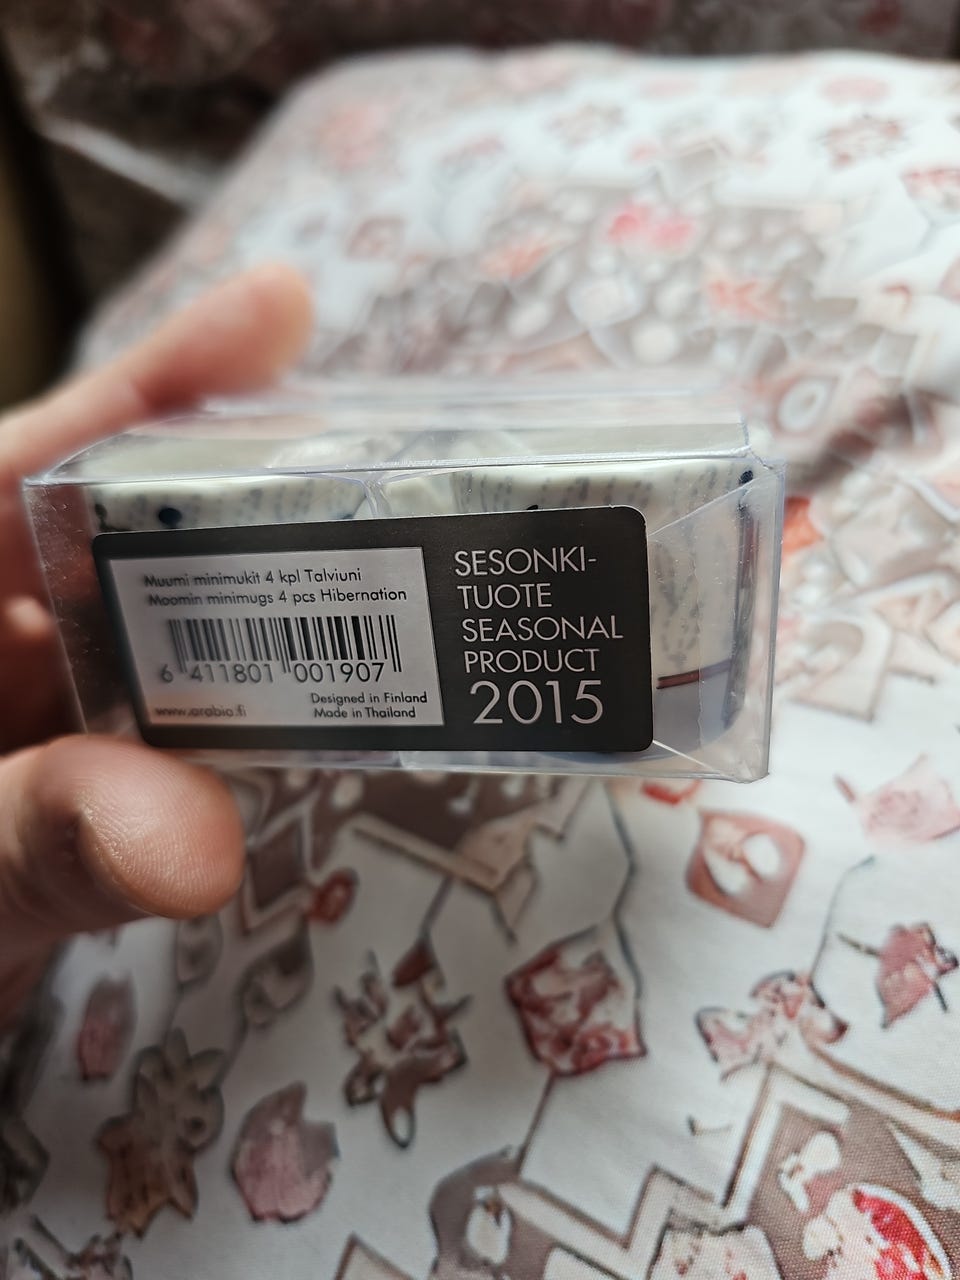 Muumi minimukit 4 kpl Talviuni
Moomin minimugs 4 pcs Hibernation
6 411801 001907
Designed in Finland
www.arabia.fi
Made in Thailand
SESONKI-
TUOTE
SEASONAL
PRODUCT
2015